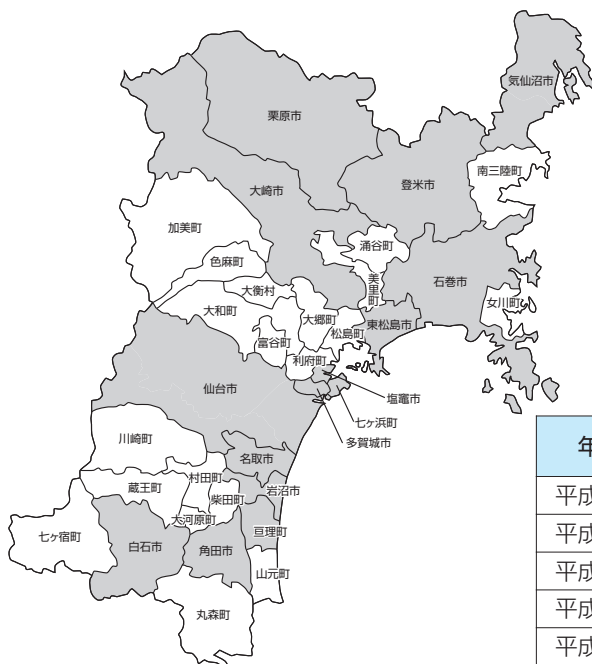 気仙沼市
栗原市
南三陸町
登米市
大崎市
加美町
涌谷町
色麻町
美里町
石巻市
大衡村
女川町
大和町
大郷町
松島町
東松島市
富谷町
利府町
仙台市
塩竈市
七ヶ浜町
多賀城市
川崎町
名取市
村田町
蔵王町
柴田町
岩沼市
大河原町
亘理町
七ヶ宿町
白石市
角田市
山元町
丸森町
年
平成
平成
平成
平成
平成